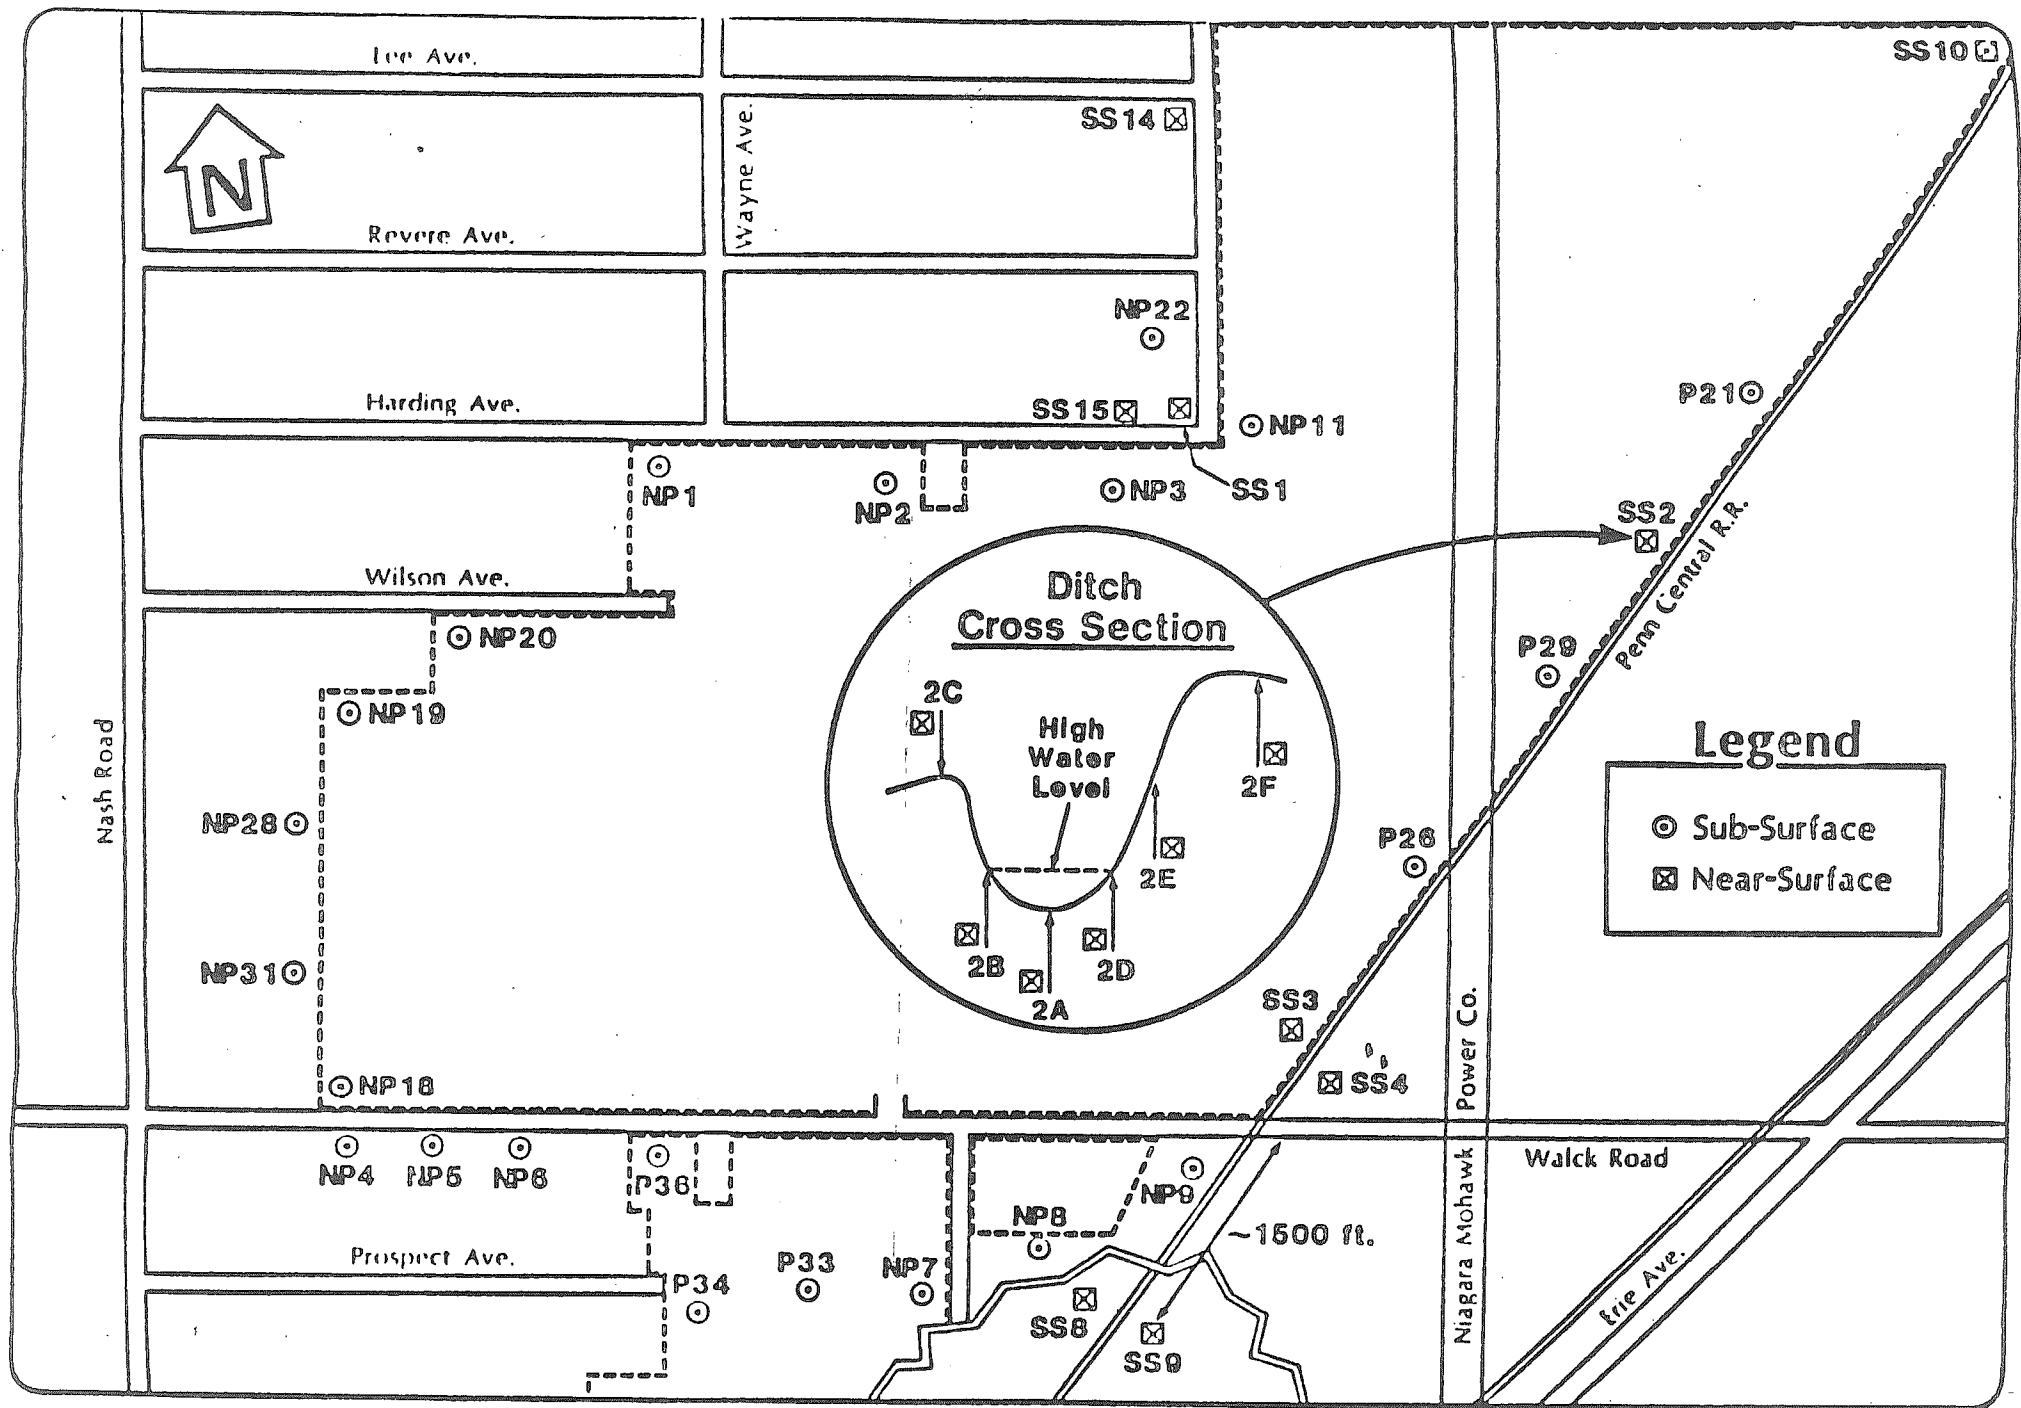 Lee Ave.
SS10
SS14
Wayne Ave.
N
Revere Ave.
NP22
Harding Ave.
SS15
NP11
P21
NP1
NP2
NP3
SS1
SS2
Penn Central R.R.
Wilson Ave.
Ditch
Cross Section
NP20
P29
2C
High
Water
Level
2F
NP19
Nash Road
Legend
Sub-Surface
Near-Surface
NP28
P26
2E
2B
2D
2A
NP31
SS3
SS4
NP18
Niagara Mohawk Power Co.
Walck Road
NP4
NP5
NP6
P36
NP9
NP8
~1500 ft.
Prospect Ave.
P34
P33
NP7
SS8
SS9
Erie Ave.